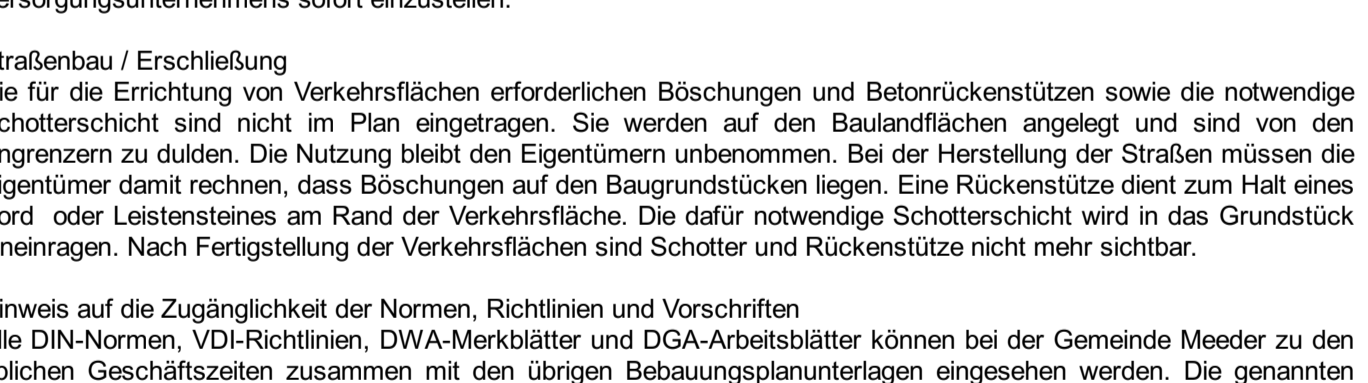 ersorgungsunternehmens sofort einzustellen.
traßenbau / Erschließung
ie für die Errichtung von Verkehrsflächen erforderlichen Böschungen und Betonrückenstützen sowie die notwendige
chotterschicht sind nicht im Plan eingetragen. Sie werden auf den Baulandflächen angelegt und sind von den
ngrenzern zu dulden. Die Nutzung bleibt den Eigentümern unbenommen. Bei der Herstellung der Straßen müssen die
igentümer damit rechnen, dass Böschungen auf den Baugrundstücken liegen. Eine Rückenstütze dient zum Halt eines
ord oder Leistensteines am Rand der Verkehrsfläche. Die dafür notwendige Schotterschicht wird in das Grundstück
neinragen. Nach Fertigstellung der Verkehrsflächen sind Schotter und Rückenstütze nicht mehr sichtbar.
inweis auf die Zugänglichkeit der Normen, Richtlinien und Vorschriften
lle DIN-Normen, VDI-Richtlinien, DWA-Merkblätter und DGA-Arbeitsblätter können bei der Gemeinde Meeder zu den
blichen Geschäftszeiten zusammen mit den übrigen Bebauungsplanunterlagen eingesehen werden. Die genannten